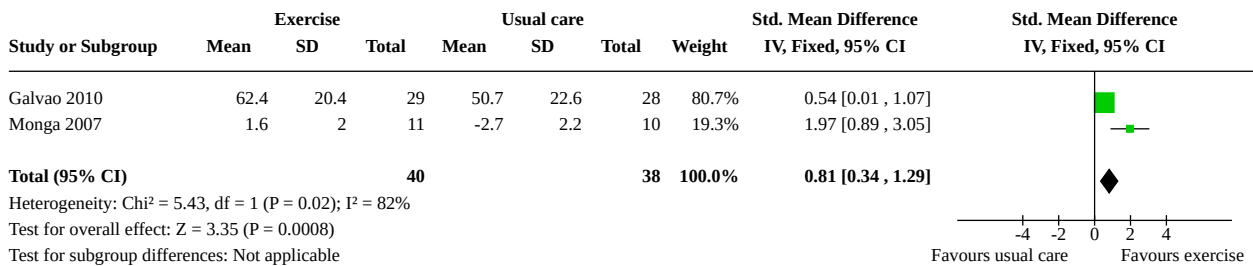 Exercise Usual care Std. Mean Difference Std. Mean Difference
Study or Subgroup Mean SD Total Mean SD Total Weight IV, Fixed, 95% CI IV, Fixed, 95% CI
Galvao 2010 62.4 20.4 29 50.7 22.6 28 80.7% 0.54 [0.01 , 1.07]
Monga 2007 1.6 2 11 -2.7 2.2 10 19.3% 1.97 [0.89 , 3.05]
Total (95% CI) 40 38 100.0% 0.81 [0.34 , 1.29]
Heterogeneity: Chi² = 5.43, df = 1 (P = 0.02); I² = 82%
Test for overall effect: Z = 3.35 (P = 0.0008) -4 -2 0 2 4
Test for subgroup differences: Not applicable Favours usual care Favours exercise